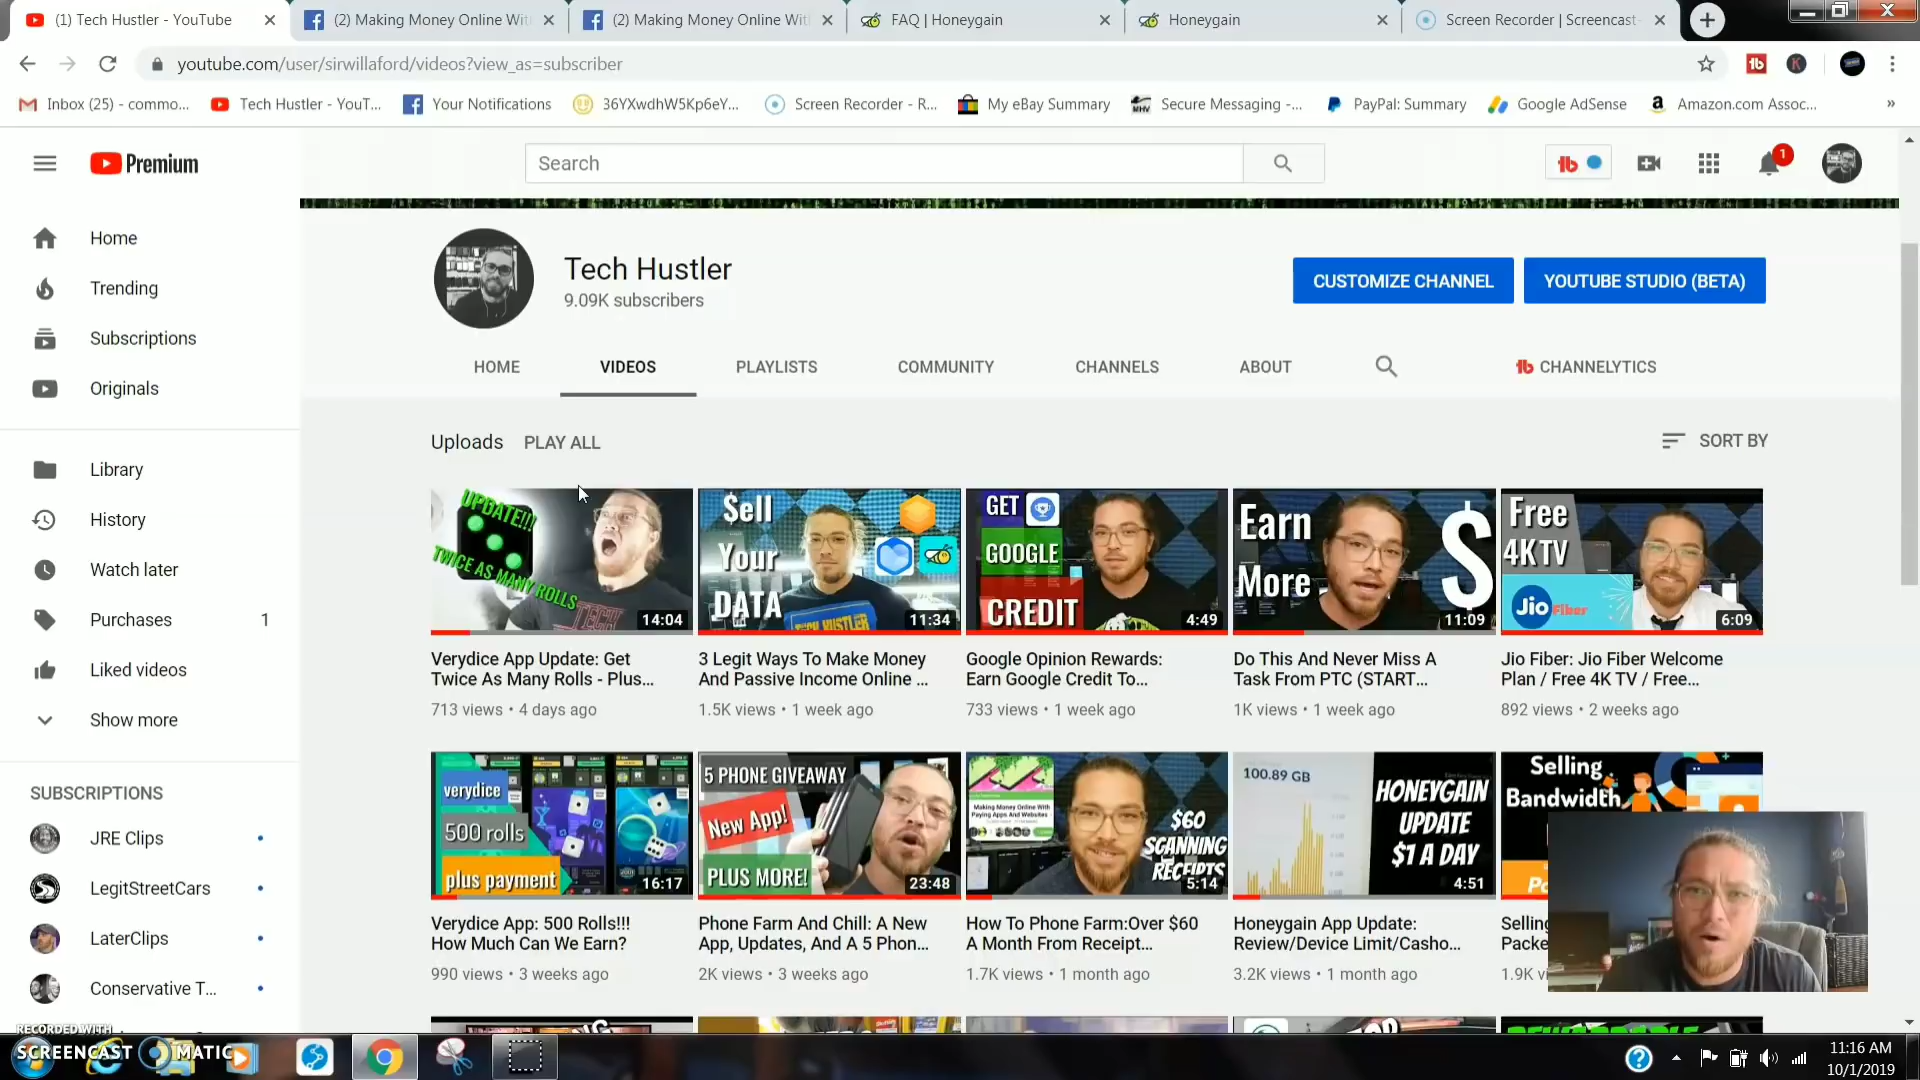 (1) Tech Hustler - YouTube
(2) Making Money Online Wit
(2) Making Money Online Wit
FAQ | Honeygain
Honeygain
Screen Recorder | Screencast-
youtube.com/user/sirwillaford/videos?view_as=subscriber
Inbox (25) - commo...
Tech Hustler - YouT...
Your Notifications
36YXwdhW5Kp6eY...
Screen Recorder - R...
My eBay Summary
Secure Messaging -...
PayPal: Summary
Google AdSense
Amazon.com Assoc...
Premium
Search
1
Home
Trending
Subscriptions
Originals
Library
History
Watch later
Purchases 1
Liked videos
Show more
SUBSCRIPTIONS
JRE Clips
LegitStreetCars
LaterClips
Conservative T...
Tech Hustler
9.09K subscribers
CUSTOMIZE CHANNEL
YOUTUBE STUDIO (BETA)
HOME
VIDEOS
PLAYLISTS
COMMUNITY
CHANNELS
ABOUT
CHANNELYTICS
Uploads PLAY ALL
SORT BY
UPDATE!!!
TWICE AS MANY ROLLS
TECH
14:04
Verydice App Update: Get
Twice As Many Rolls - Plus...
713 views • 4 days ago
$ell
Your
DATA
TECH HUSTLER
11:34
3 Legit Ways To Make Money
And Passive Income Online ...
1.5K views • 1 week ago
GET
GOOGLE
CREDIT
4:49
Google Opinion Rewards:
Earn Google Credit To...
733 views • 1 week ago
Earn
More
$
11:09
Do This And Never Miss A
Task From PTC (START...
1K views • 1 week ago
Free
4K TV
Jio Fiber
6:09
Jio Fiber: Jio Fiber Welcome
Plan / Free 4K TV / Free...
892 views • 2 weeks ago
verydice
500 rolls
plus payment
16:17
Verydice App: 500 Rolls!!!
How Much Can We Earn?
990 views • 3 weeks ago
5 PHONE GIVEAWAY
New App!
PLUS MORE!
23:48
Phone Farm And Chill: A New
App, Updates, And A 5 Phon...
2K views • 3 weeks ago
Making Money Online With
Paying Apps And Websites
$60
SCANNING
RECEIPTS
5:14
How To Phone Farm:Over $60
A Month From Receipt...
1.7K views • 1 month ago
100.89 GB
HONEYGAIN
UPDATE
$1 A DAY
4:51
Honeygain App Update:
Review/Device Limit/Casho...
3.2K views • 1 month ago
Selling
Bandwidth
Selling
Packe
1.9K v
RECORDED WITH
SCREENCAST MATIC
11:16 AM
10/1/2019